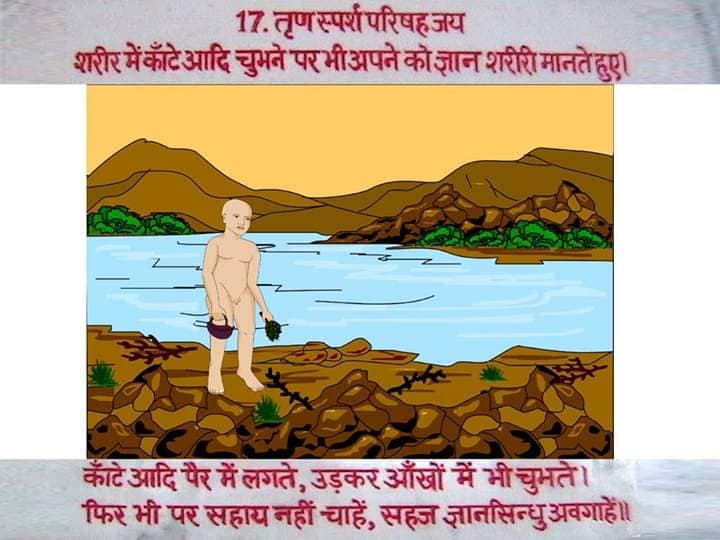 17. तृणस्पर्श परिषहजय
शरीर में काँटे आदि चुभने पर भी अपने को ज्ञान शरीरी मानते हुए।
काँटे आदि पैर में लगते, उड़कर आँखों में भी चुभते।
फिर भी पर सहाय नहीं चाहें, सहज ज्ञानसिन्धु अवगाहें॥